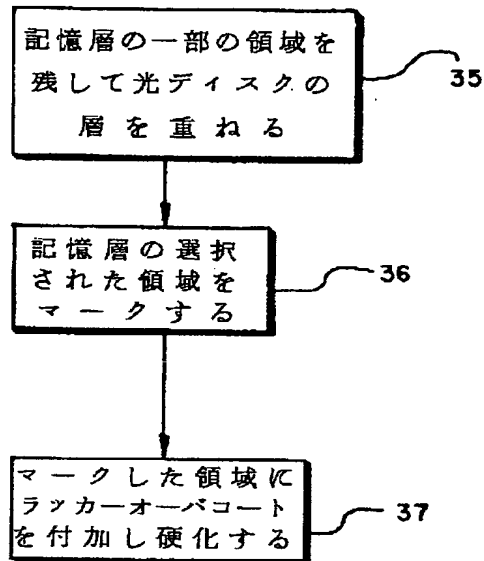 記憶層の一部の領域を
残して光ディスクの
層を重ねる
35
記憶層の選択
された領域を
マークする
36
マークした領域に
ラッカーオーバコート
を付加し硬化する
37